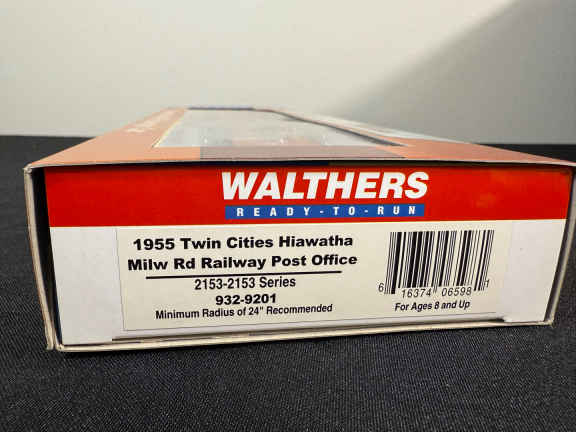 WALTHERS
READY-TO-RUN
1955 Twin Cities Hiawatha
Milw Rd Railway Post Office
2153-2153 Series
932-9201
Minimum Radius of 24" Recommended
6 16374 06598 1
For Ages 8 and Up